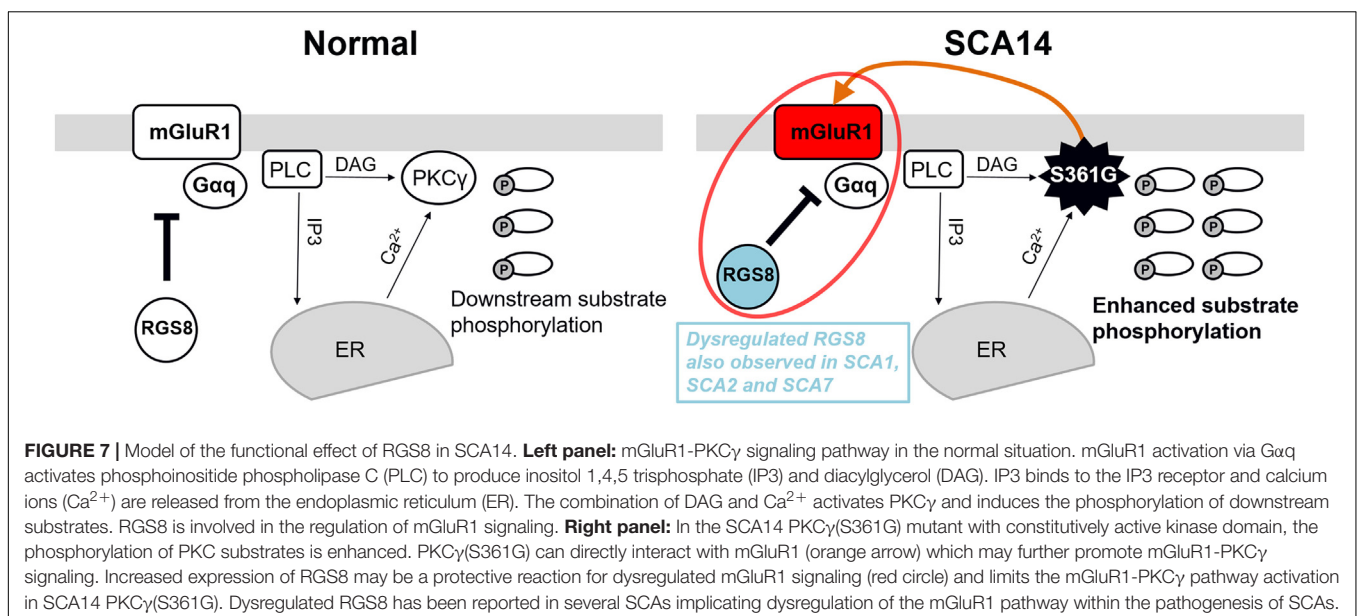 Normal
SCA14
mGluR1
Gαq
PLC
DAG
PKCγ
IP3
Ca2+
P
P
P
RGS8
ER
Downstream substrate
phosphorylation
mGluR1
Gαq
PLC
DAG
S361G
IP3
Ca2+
P P
P P
P P
RGS8
ER
Enhanced substrate
phosphorylation
Dysregulated RGS8
also observed in SCA1,
SCA2 and SCA7
FIGURE 7 | Model of the functional effect of RGS8 in SCA14. Left panel: mGluR1-PKCγ signaling pathway in the normal situation. mGluR1 activation via Gαq
activates phosphoinositide phospholipase C (PLC) to produce inositol 1,4,5 trisphosphate (IP3) and diacylglycerol (DAG). IP3 binds to the IP3 receptor and calcium
ions (Ca2+) are released from the endoplasmic reticulum (ER). The combination of DAG and Ca2+ activates PKCγ and induces the phosphorylation of downstream
substrates. RGS8 is involved in the regulation of mGluR1 signaling. Right panel: In the SCA14 PKCγ(S361G) mutant with constitutively active kinase domain, the
phosphorylation of PKC substrates is enhanced. PKCγ(S361G) can directly interact with mGluR1 (orange arrow) which may further promote mGluR1-PKCγ
signaling. Increased expression of RGS8 may be a protective reaction for dysregulated mGluR1 signaling (red circle) and limits the mGluR1-PKCγ pathway activation
in SCA14 PKCγ(S361G). Dysregulated RGS8 has been reported in several SCAs implicating dysregulation of the mGluR1 pathway within the pathogenesis of SCAs.